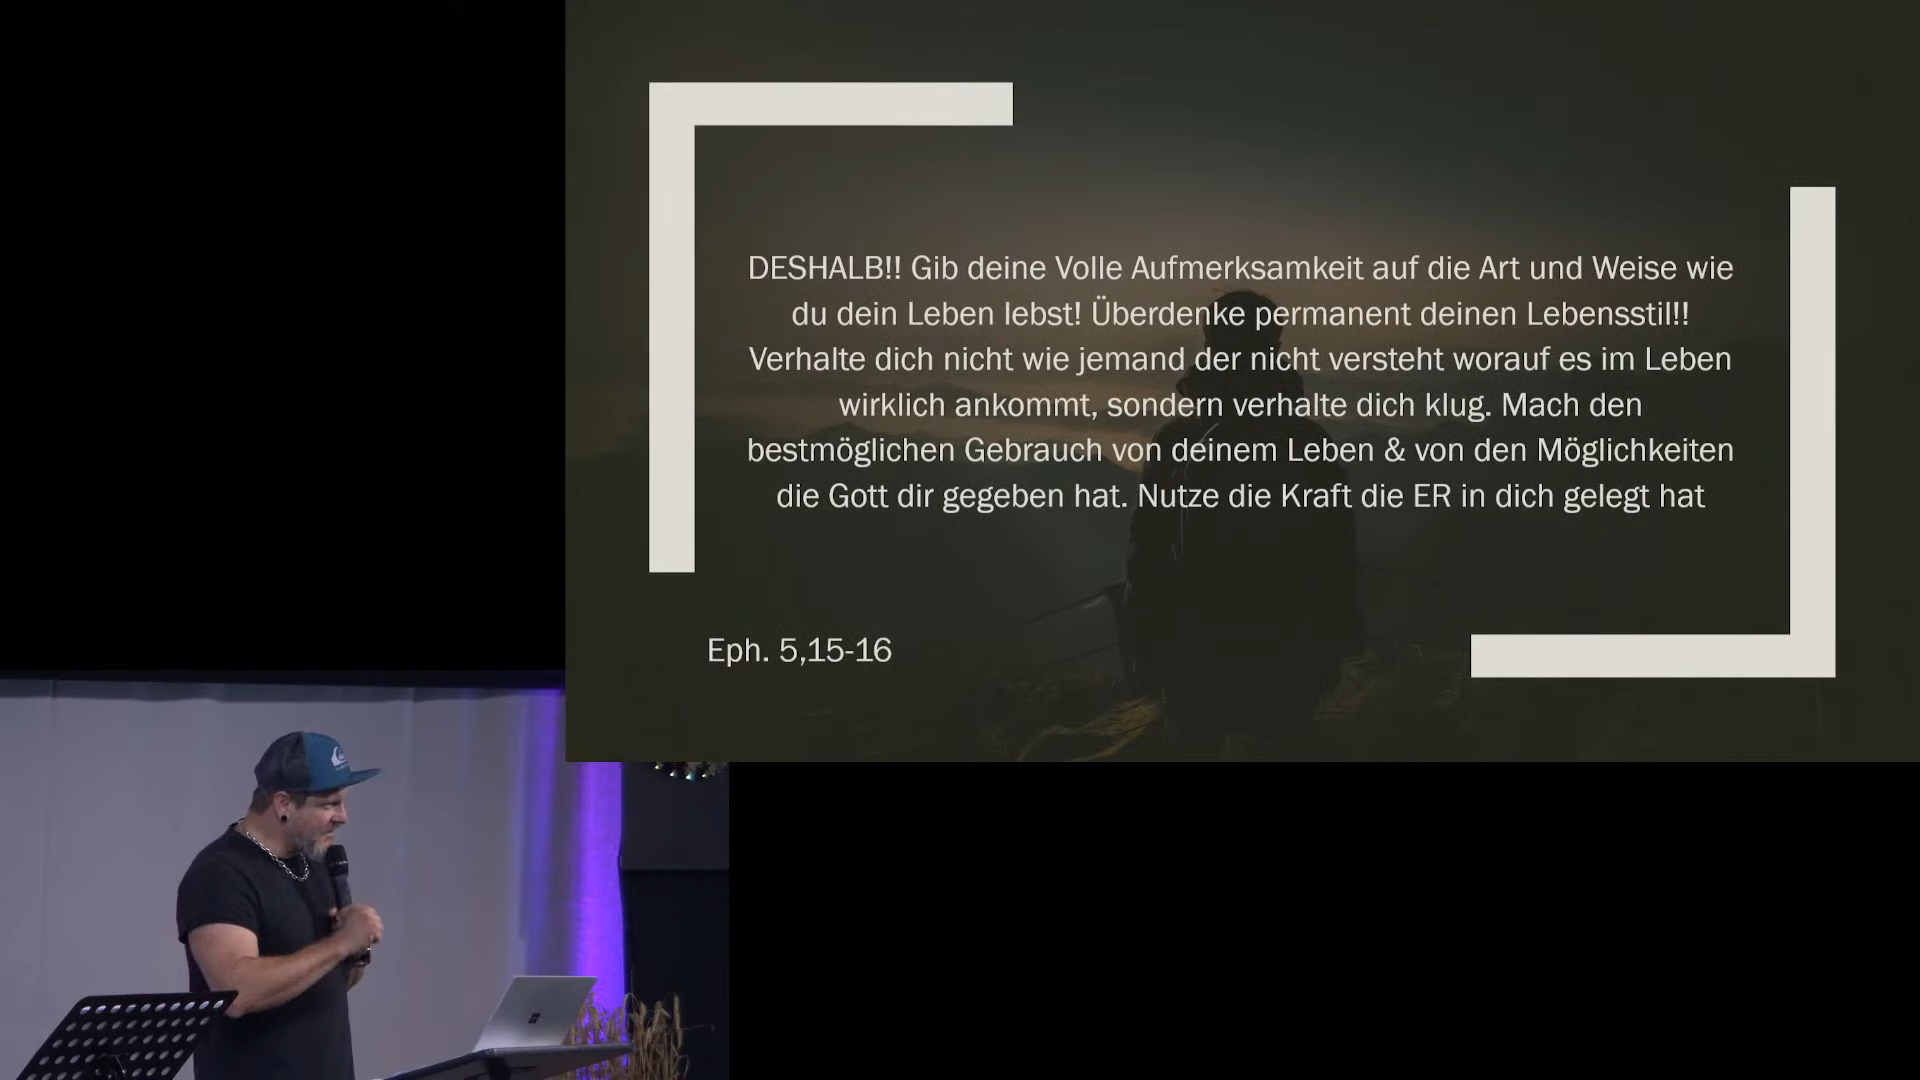 DESHALB!! Gib deine Volle Aufmerksamkeit auf die Art und Weise wie
du dein Leben lebst! Überdenke permanent deinen Lebensstil!!
Verhalte dich nicht wie jemand der nicht versteht worauf es im Leben
wirklich ankommt, sondern verhalte dich klug. Mach den
bestmöglichen Gebrauch von deinem Leben & von den Möglichkeiten
die Gott dir gegeben hat. Nutze die Kraft die ER in dich gelegt hat
Eph. 5,15-16